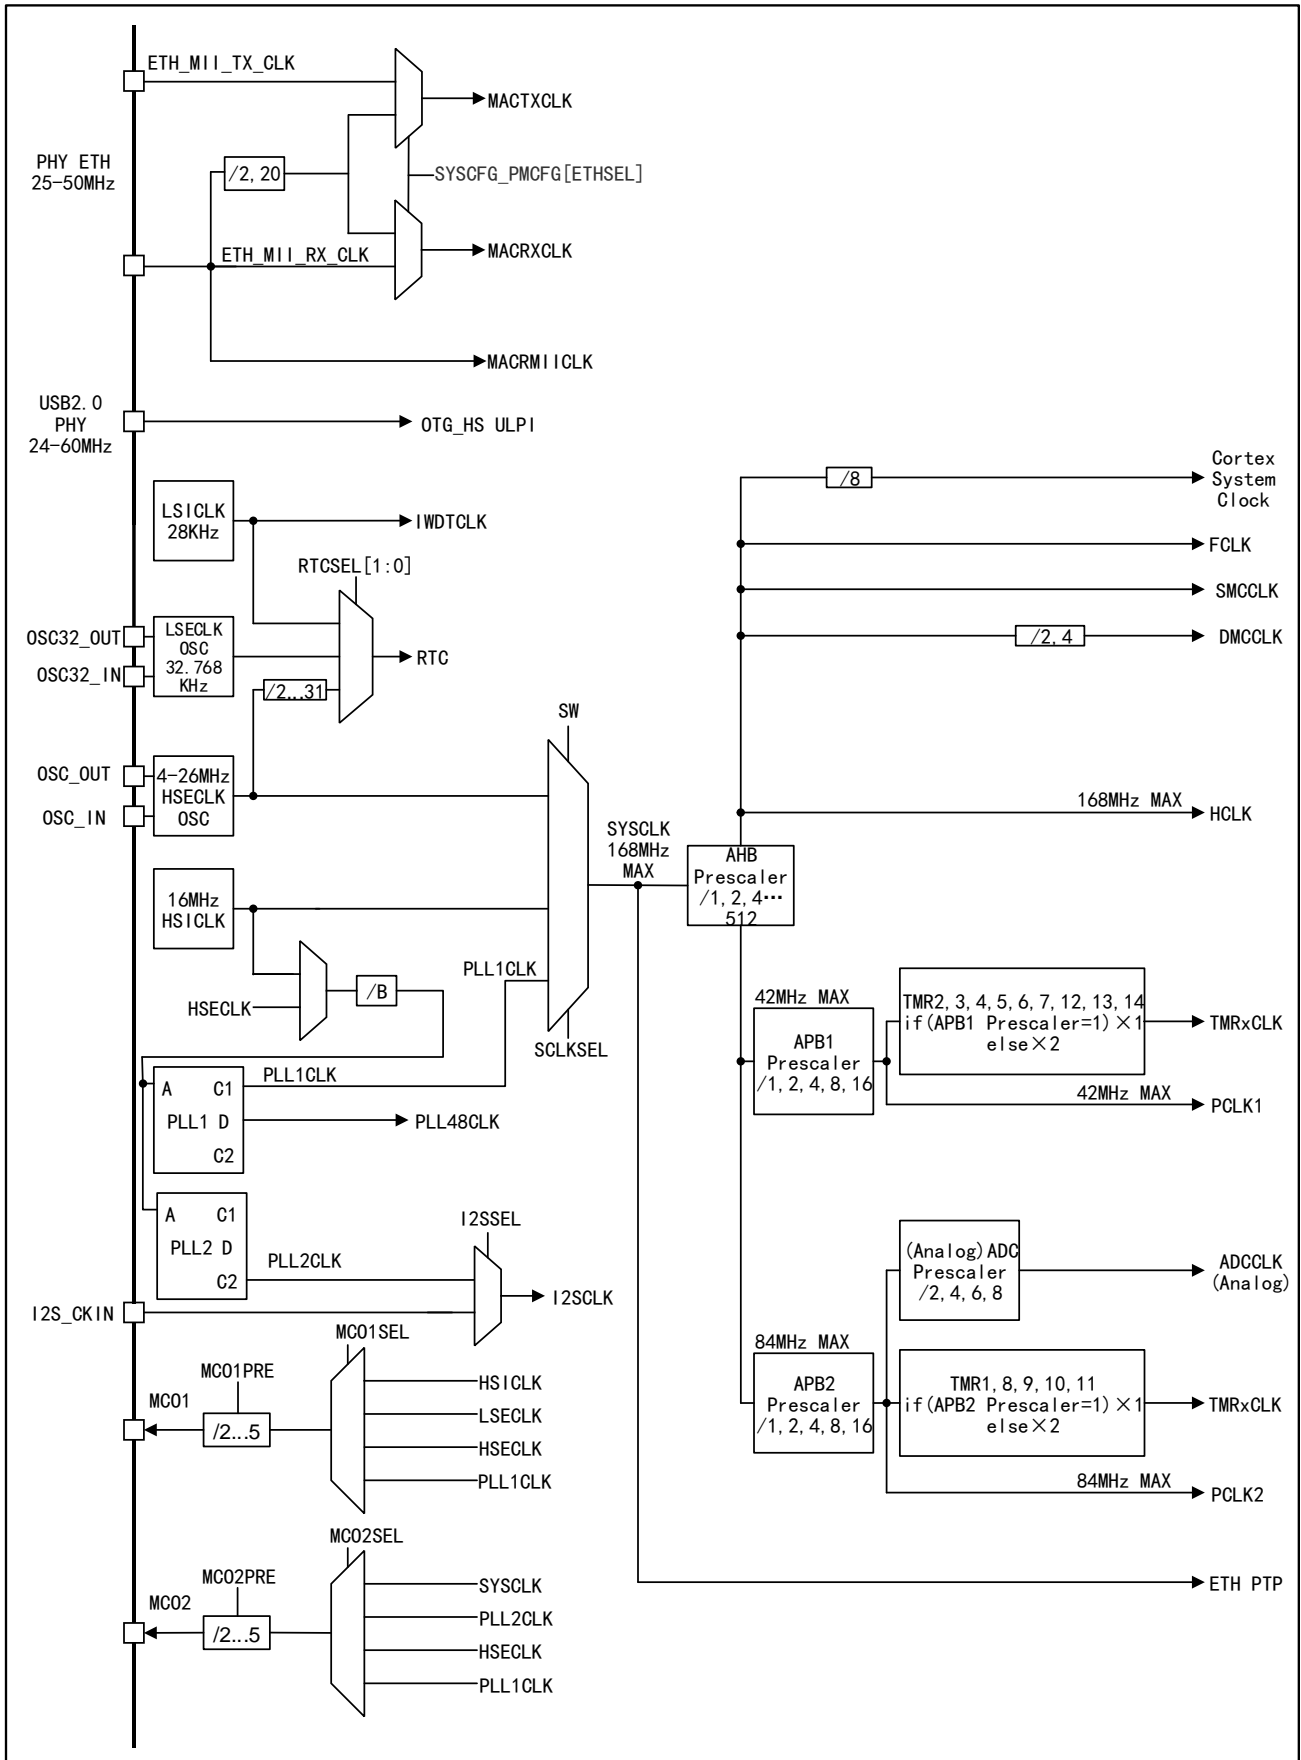 ETH_MII_TX_CLK
MACTXCLK
PHY ETH
25-50MHz
/2, 20
SYSCFG_PMCFG[ETHSEL]
ETH_MII_RX_CLK
MACRXCLK
MACRMIICLK
USB2.0
PHY
24-60MHz
OTG_HS ULPI
Cortex
System
Clock
/8
LSICLK
28KHz
IWDTCLK
FCLK
RTCSEL[1:0]
SMCCLK
OSC32_OUT
OSC32_IN
LSECLK
OSC
32.768
KHz
RTC
/2, 4
DMCCLK
/2...31
SW
OSC_OUT
OSC_IN
4-26MHz
HSECLK
OSC
168MHz MAX
HCLK
SYSCLK
168MHz
MAX
AHB
Prescaler
/1, 2, 4…
512
16MHz
HSICLK
PLL1CLK
HSECLK
/B
SCLKSEL
42MHz MAX
APB1
Prescaler
/1, 2, 4, 8, 16
TMR2, 3, 4, 5, 6, 7, 12, 13, 14
if(APB1 Prescaler=1)×1
else×2
TMRxCLK
42MHz MAX
PCLK1
A C1
PLL1 D
C2
PLL1CLK
PLL48CLK
A C1
PLL2 D
C2
PLL2CLK
I2SSEL
I2SCLK
I2S_CKIN
(Analog)ADC
Prescaler
/2, 4, 6, 8
ADCCLK
(Analog)
84MHz MAX
APB2
Prescaler
/1, 2, 4, 8, 16
TMR1, 8, 9, 10, 11
if(APB2 Prescaler=1)×1
else×2
TMRxCLK
84MHz MAX
PCLK2
MCO1SEL
MCO1PRE
MCO1
/2...5
HSICLK
LSECLK
HSECLK
PLL1CLK
MCO2SEL
MCO2PRE
MCO2
/2...5
SYSCLK
PLL2CLK
HSECLK
PLL1CLK
ETH PTP